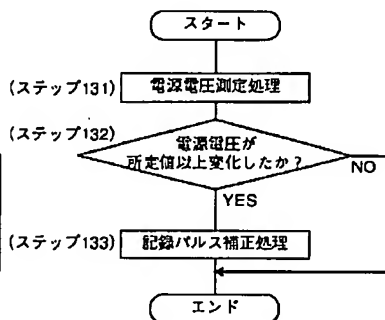 スタート
(ステップ131)
電源電圧測定処理
(ステップ132)
電源電圧が
所定値以上変化したか?
NO
YES
(ステップ133)
記録パルス補正処理
エンド